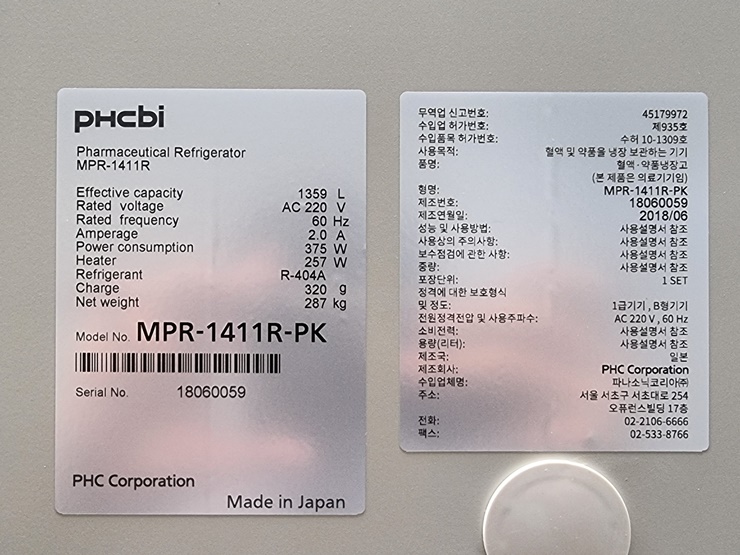 PHCbi
Pharmaceutical Refrigerator
MPR-1411R
Effective capacity 1359 L
Rated voltage AC 220 V
Rated frequency 60 Hz
Amperage 2.0 A
Power consumption 375 W
Heater 257 W
Refrigerant R-404A
Charge 320 g
Net weight 287 kg
Model No. MPR-1411R-PK
Serial No. 18060059
PHC Corporation
Made in Japan
무역업 신고번호: 45179972
수입업 허가번호: 제935호
수입품목 허가번호: 수허 10-1309호
사용목적: 혈액 및 약품을 냉장 보관하는 기기
품명: 혈액·약품냉장고
(본 제품은 의료기기임)
형명: MPR-1411R-PK
제조번호: 18060059
제조연월일: 2018/06
성능 및 사용방법: 사용설명서 참조
사용상의 주의사항: 사용설명서 참조
보수점검에 관한 사항: 사용설명서 참조
중량: 사용설명서 참조
포장단위: 1 SET
정격에 대한 보호형식
및 정도: 1급기기 , B형기기
전원정격전압 및 사용주파수: AC 220 V , 60 Hz
소비전력: 사용설명서 참조
용량(리터): 사용설명서 참조
제조국: 일본
제조회사: PHC Corporation
수입업체명: 파나소닉코리아㈜
주소: 서울 서초구 서초대로 254
오퓨런스빌딩 17층
전화: 02-2106-6666
팩스: 02-533-8766